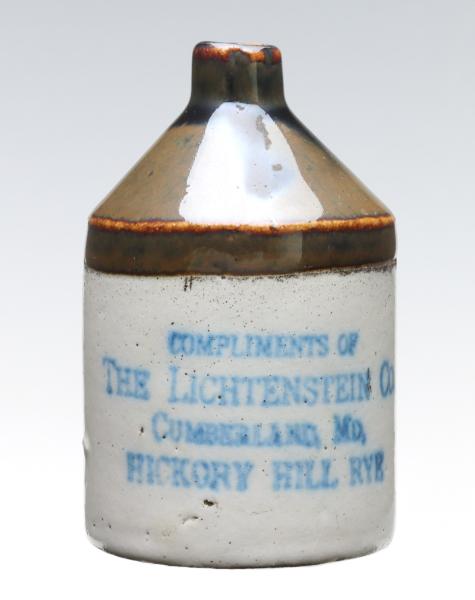 COMPLIMENTS OF
THE LICHTENSTEIN CO.
CUMBERLAND, MD,
HICKORY HILL RYE